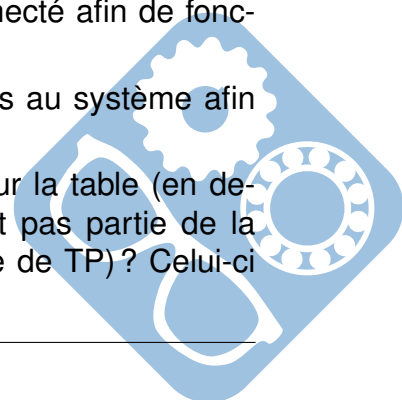 necté afin de fonc-
s au système afin
ur la table (en de-
t pas partie de la
e de TP) ? Celui-ci